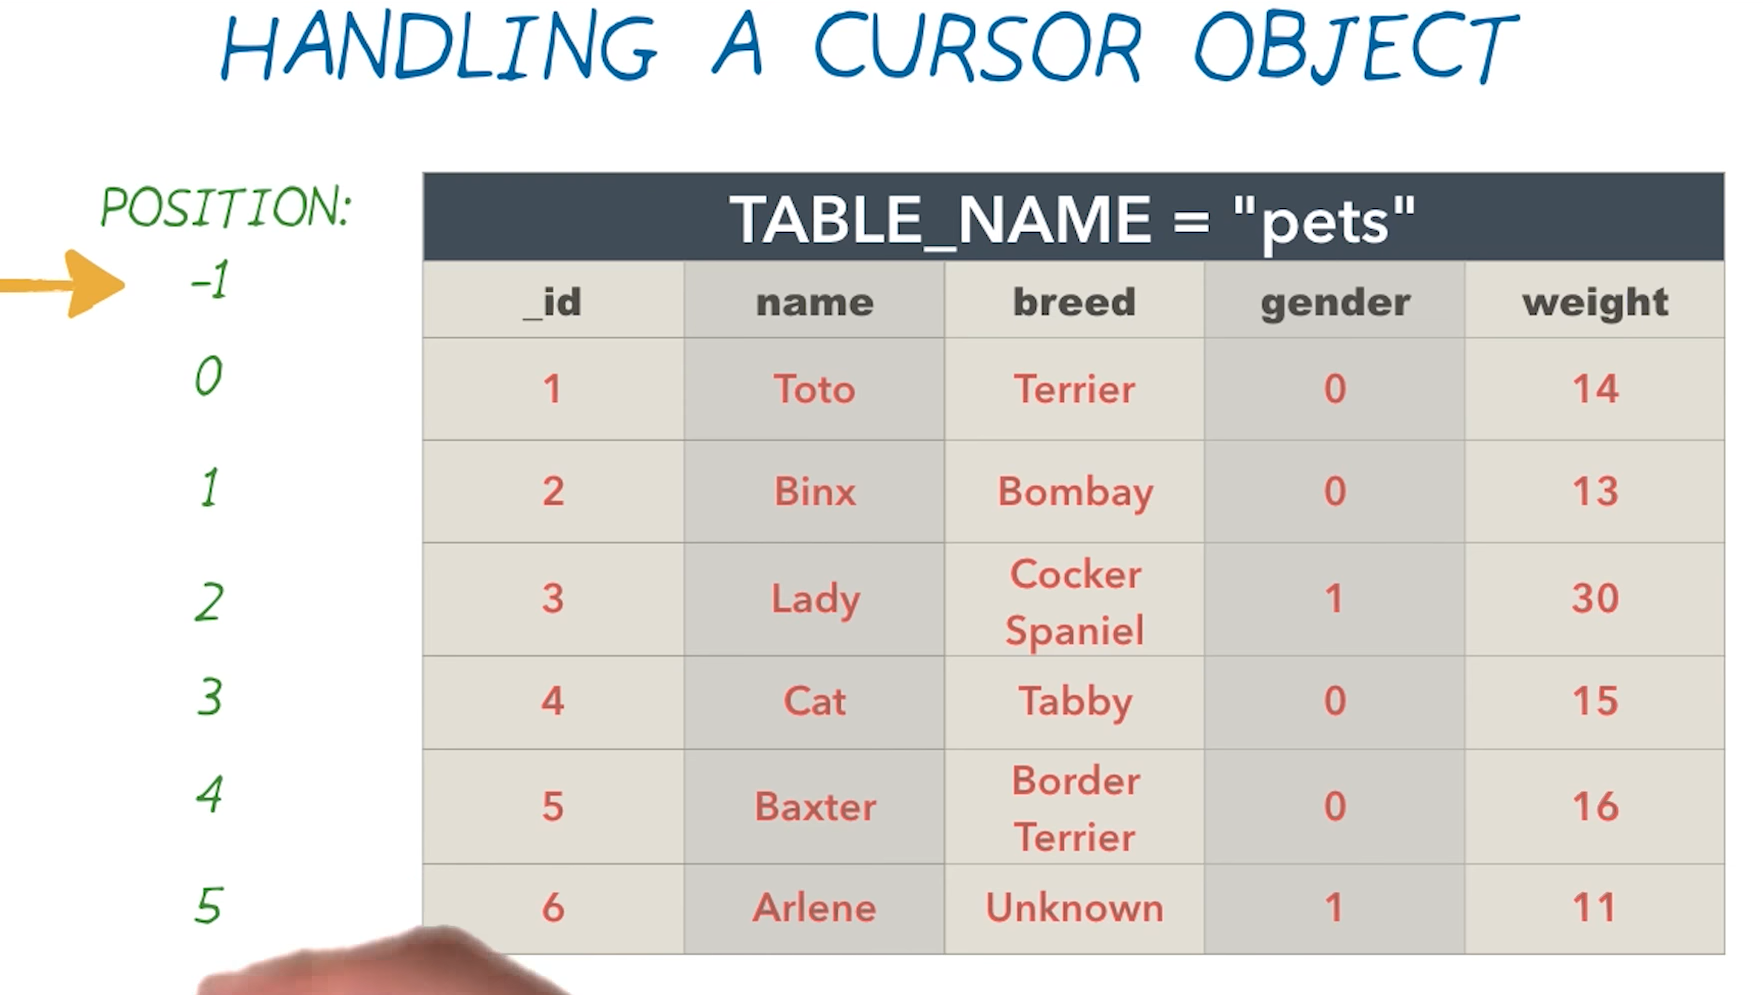 HANDLING A CURSOR OBJECT
POSITION:
TABLE_NAME = "pets"
-1
_id name breed gender weight
0
1 Toto Terrier 0 14
1
2 Binx Bombay 0 13
2
3 Lady Cocker Spaniel 1 30
3
4 Cat Tabby 0 15
4
5 Baxter Border Terrier 0 16
5
6 Arlene Unknown 1 11